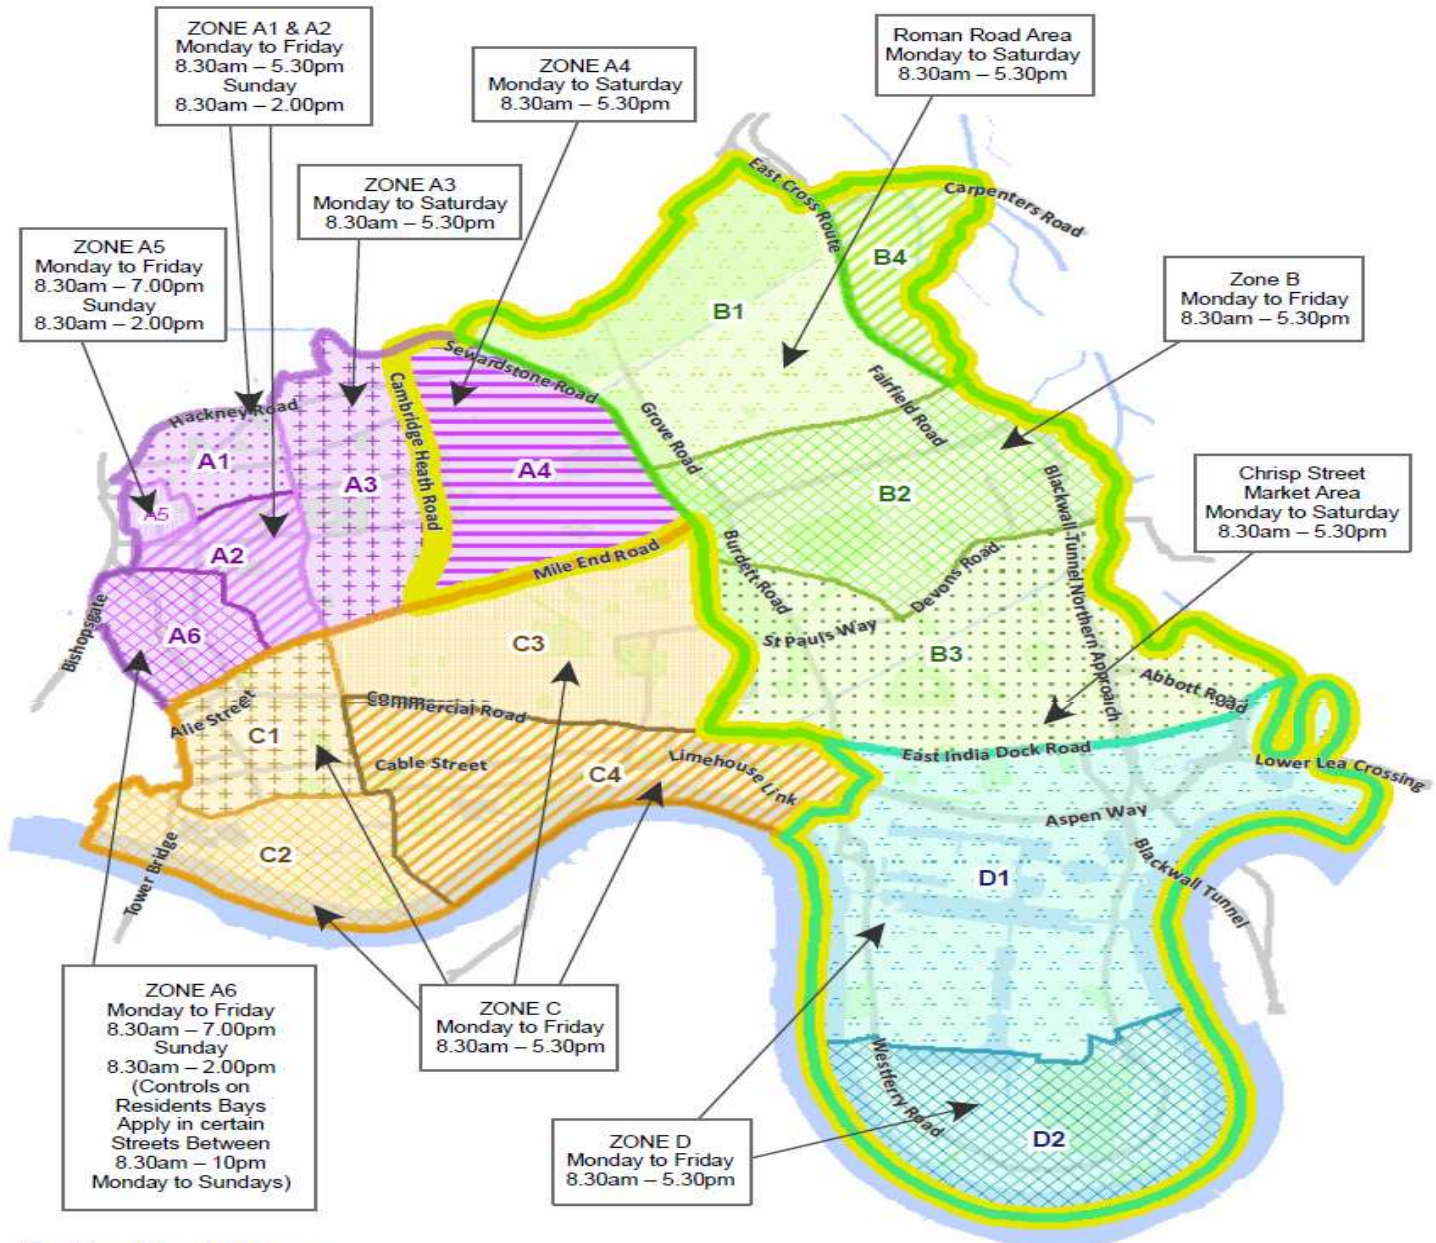 ZONE A1 & A2
Monday to Friday
8.30am – 5.30pm
Sunday
8.30am – 2.00pm
ZONE A4
Monday to Saturday
8.30am – 5.30pm
Roman Road Area
Monday to Saturday
8.30am – 5.30pm
ZONE A3
Monday to Saturday
8.30am – 5.30pm
ZONE A5
Monday to Friday
8.30am – 7.00pm
Sunday
8.30am – 2.00pm
Zone B
Monday to Friday
8.30am – 5.30pm
Chrisp Street
Market Area
Monday to Saturday
8.30am – 5.30pm
East Cross Route
Carpenters Road
B4
B1
Sewardstone Road
Hackney Road
Cambridge Heath Road
Grove Road
Fairfield Road
A1
A3
A4
A5
B2
Blackwall Tunnel Northern Approach
A2
Mile End Road
Burdett Road
Devons Road
Bishopsgate
A6
C3
St Pauls Way
B3
Abbott Road
Alie Street
Commercial Road
C1
Cable Street
C4
Limehouse Link
East India Dock Road
Lower Lea Crossing
Aspen Way
C2
Tower Bridge
D1
Blackwall Tunnel
Westferry Road
D2
ZONE A6
Monday to Friday
8.30am – 7.00pm
Sunday
8.30am – 2.00pm
(Controls on
Residents Bays
Apply in certain
Streets Between
8.30am – 10pm
Monday to Sundays)
ZONE C
Monday to Friday
8.30am – 5.30pm
ZONE D
Monday to Friday
8.30am – 5.30pm